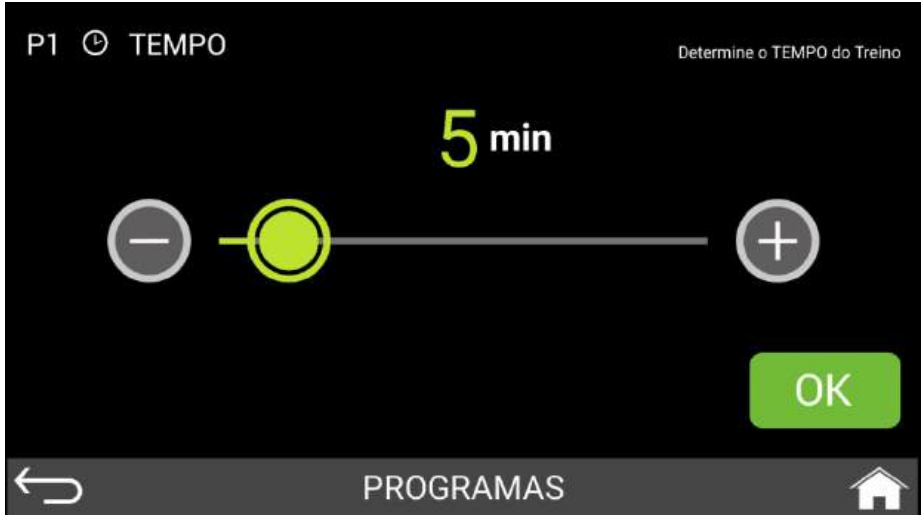 P1 TEMPO
Determine o TEMPO do Treino
5 min
OK
PROGRAMAS